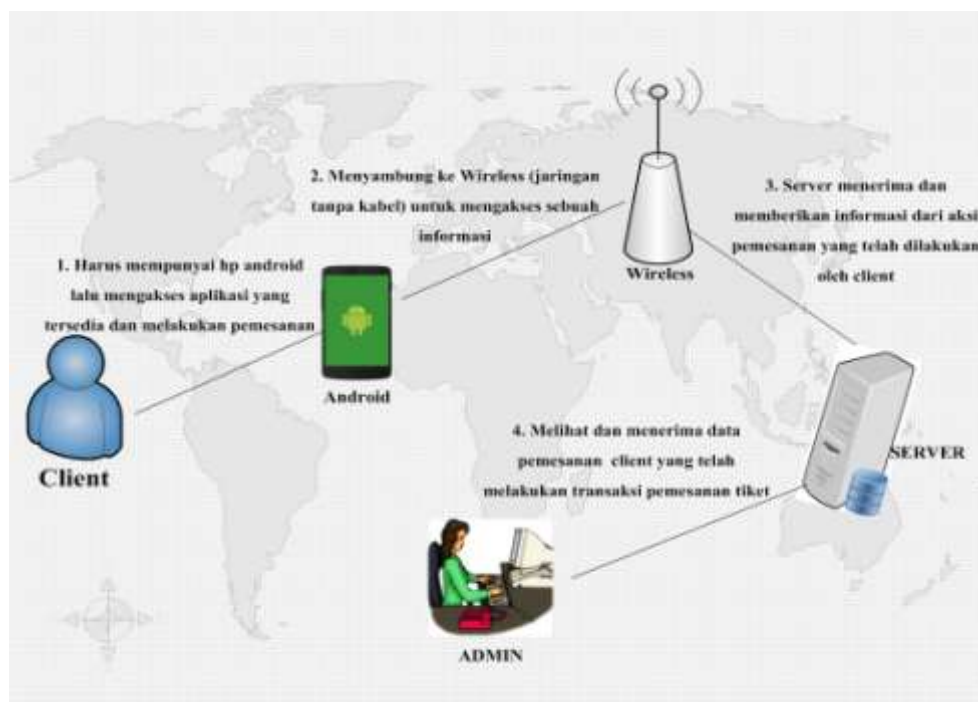 2. Menyambung ke Wireless (jaringan
tanpa kabel) untuk mengakses sebuah
informasi
3. Server menerima dan
memberikan informasi dari aksi
pemesanan yang telah dilakukan
oleh client
Wireless
1. Harus mempunyai hp android
lalu mengakses aplikasi yang
tersedia dan melakukan pemesanan
Android
Client
4. Melihat dan menerima data
pemesanan client yang telah
melakukan transaksi pemesanan tiket
SERVER
ADMIN